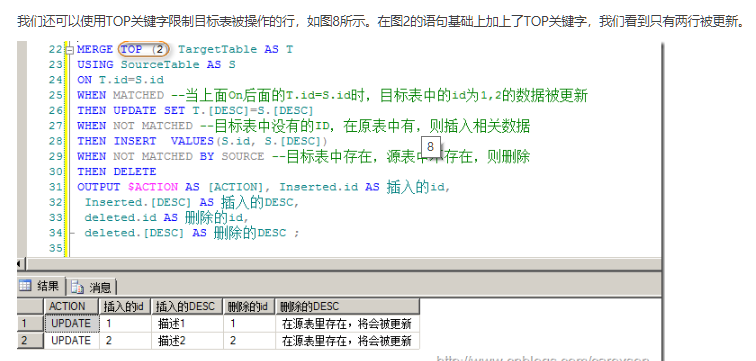 我们还可以使用TOP关键字限制目标表被操作的行，如图8所示。在图2的语句基础上加上了TOP关键字，我们看到只有两行被更新。
22 MERGE TOP (2) TargetTable AS T
23 USING SourceTable AS S
24 ON T.id=S.id
25 WHEN MATCHED --当上面On后面的T.id=S.id时，目标表中的id为1,2的数据被更新
26 THEN UPDATE SET T.[DESC]=S.[DESC]
27 WHEN NOT MATCHED --目标表中没有的ID，在原表中有，则插入相关数据
28 THEN INSERT VALUES(S.id, S.[DESC])
29 WHEN NOT MATCHED BY SOURCE --目标表中存在，源表中存在，则删除
8
30 THEN DELETE
31 OUTPUT $ACTION AS [ACTION], Inserted.id AS 插入的id,
32 Inserted.[DESC] AS 插入的DESC,
33 deleted.id AS 删除的id,
34 deleted.[DESC] AS 删除的DESC ;
35
结果 消息
ACTION 插入的id 插入的DESC 删除的id 删除的DESC
1 UPDATE 1 描述1 1 在源表里存在，将会被更新
2 UPDATE 2 描述2 2 在源表里存在，将会被更新